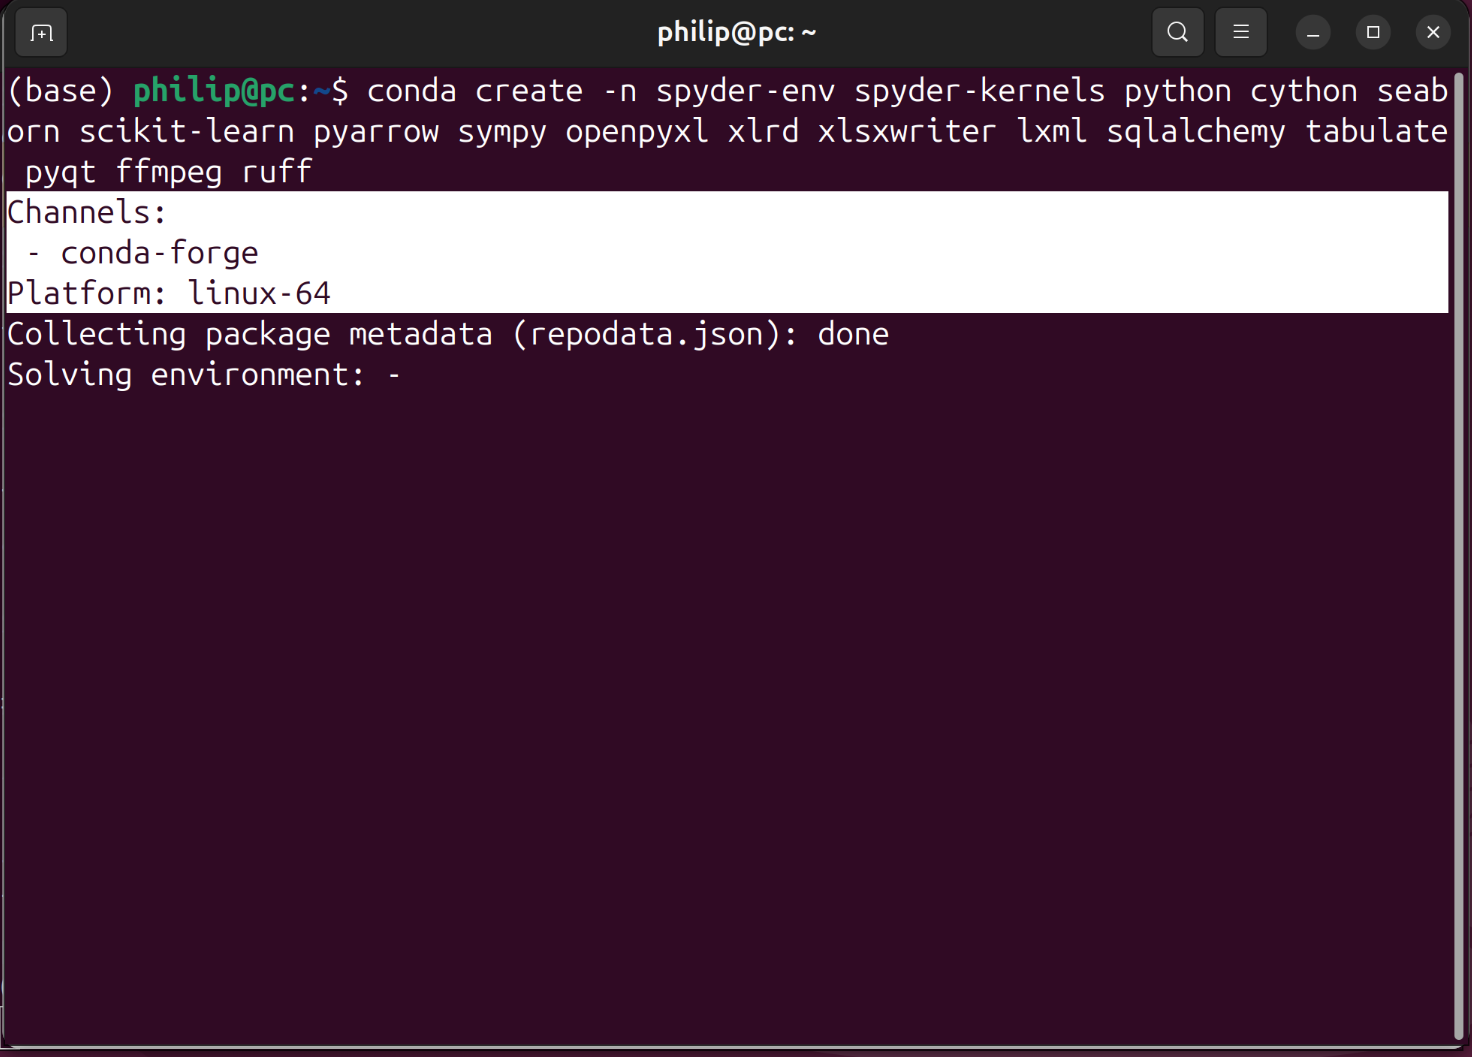 philip@pc: ~
(base) philip@pc:~$ conda create -n spyder-env spyder-kernels python cython seab
orn scikit-learn pyarrow sympy openpyxl xlrd xlsxwriter lxml sqlalchemy tabulate
 pyqt ffmpeg ruff
Channels:
 - conda-forge
Platform: linux-64
Collecting package metadata (repodata.json): done
Solving environment: -